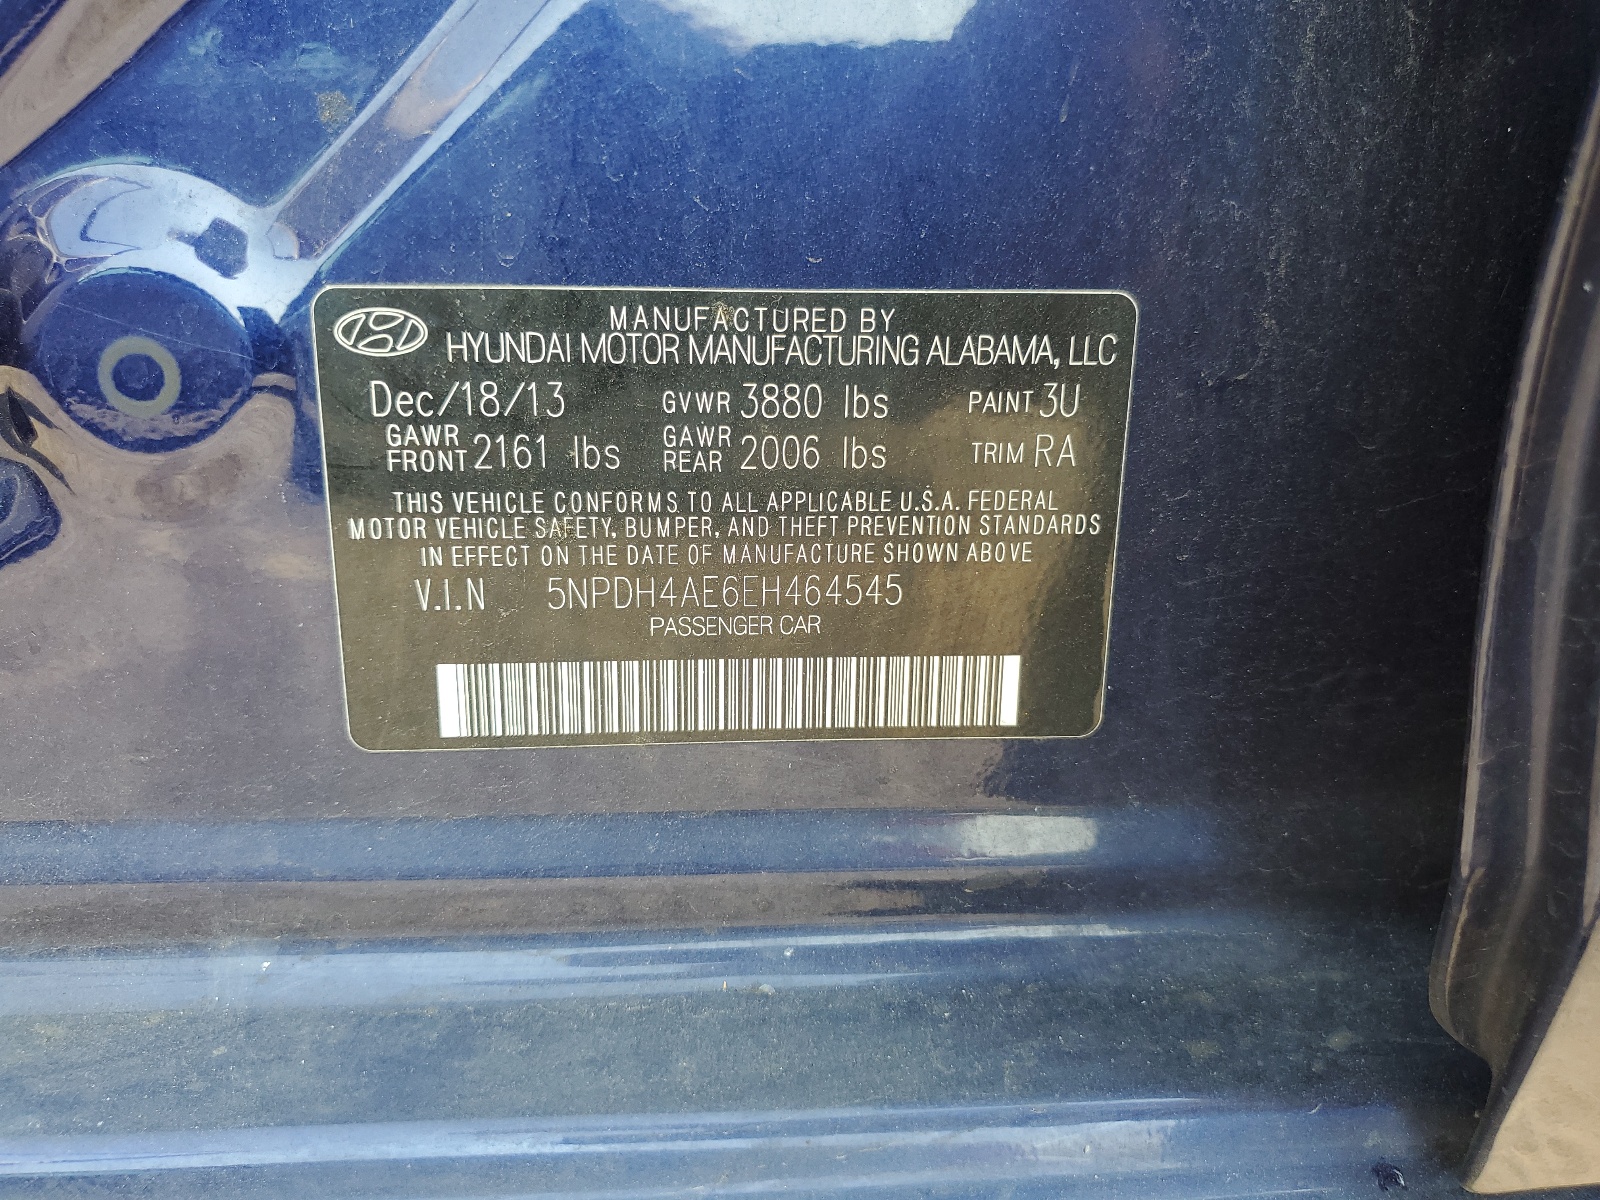 MANUFACTURED BY
HYUNDAI MOTOR MANUFACTURING ALABAMA, LLC
Dec/18/13 GVWR 3880 lbs PAINT 3U
GAWR FRONT 2161 lbs GAWR REAR 2006 lbs TRIM RA
THIS VEHICLE CONFORMS TO ALL APPLICABLE U.S.A. FEDERAL
MOTOR VEHICLE SAFETY, BUMPER, AND THEFT PREVENTION STANDARDS
IN EFFECT ON THE DATE OF MANUFACTURE SHOWN ABOVE
V.I.N 5NPDH4AE6EH464545
PASSENGER CAR